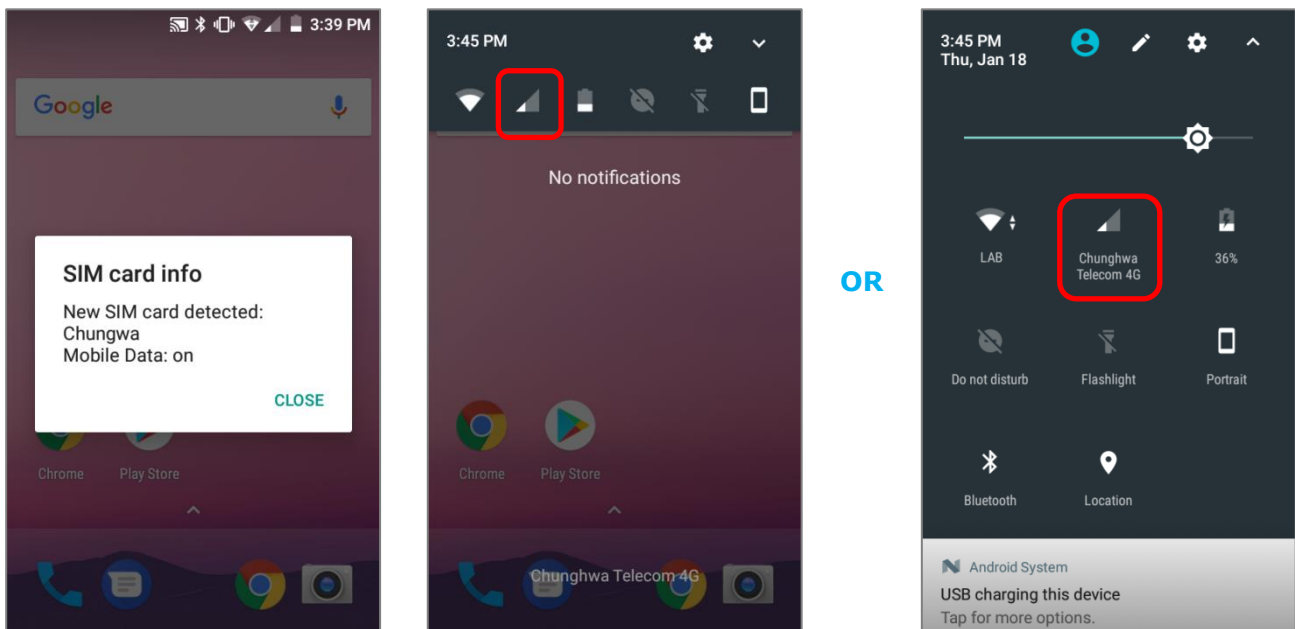 3:39 PM
Google
SIM card info
New SIM card detected:
Chungwa
Mobile Data: on
CLOSE
Chrome Play Store
3:45 PM
No notifications
Chrome Play Store
Chunghwa Telecom 4G
OR
3:45 PM
Thu, Jan 18
LAB
Chunghwa
Telecom 4G
36%
Do not disturb
Flashlight
Portrait
Bluetooth
Location
Android System
USB charging this device
Tap for more options.